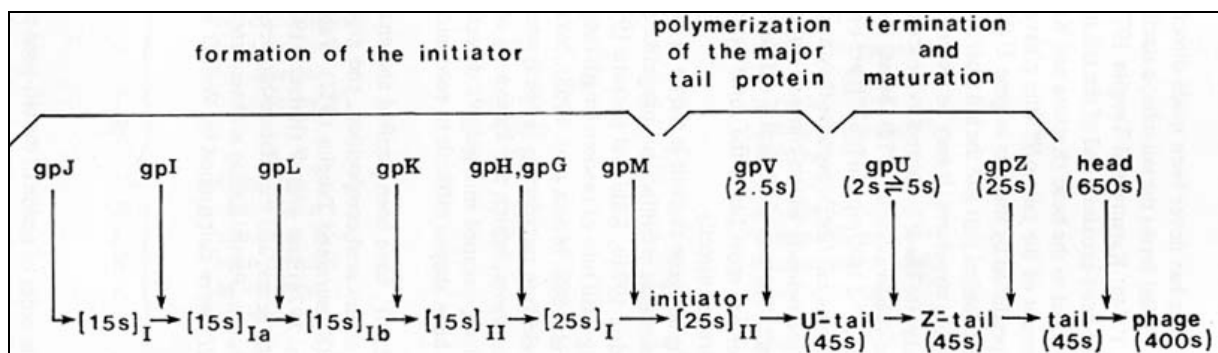 formation of the initiator
polymerization of the major tail protein
termination and maturation
gpJ gpI gpL gpK gpH,gpG gpM gpV gpU gpZ head
(2.5s) (2s⇌5s) (25s) (650s)
initiator
[15s]I [15s]Ia [15s]Ib [15s]II [25s]I [25s]II U⁻-tail Z⁻-tail tail phage
(45s) (45s) (45s) (400s)